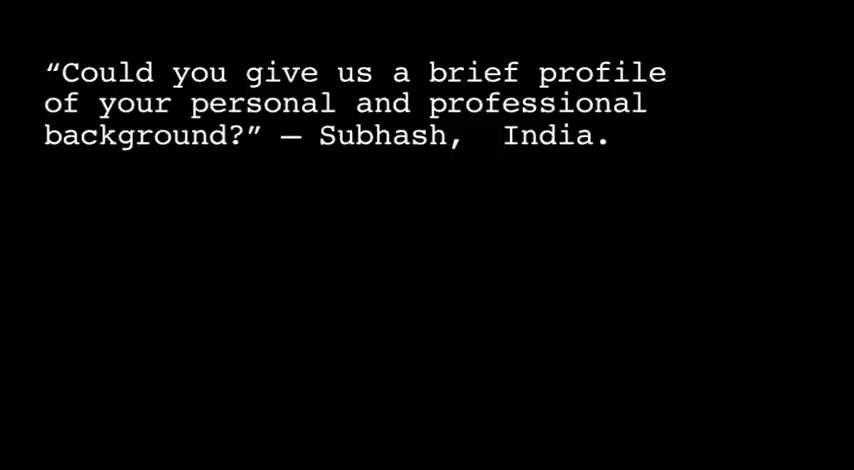 “Could you give us a brief profile
of your personal and professional
background?” – Subhash,  India.